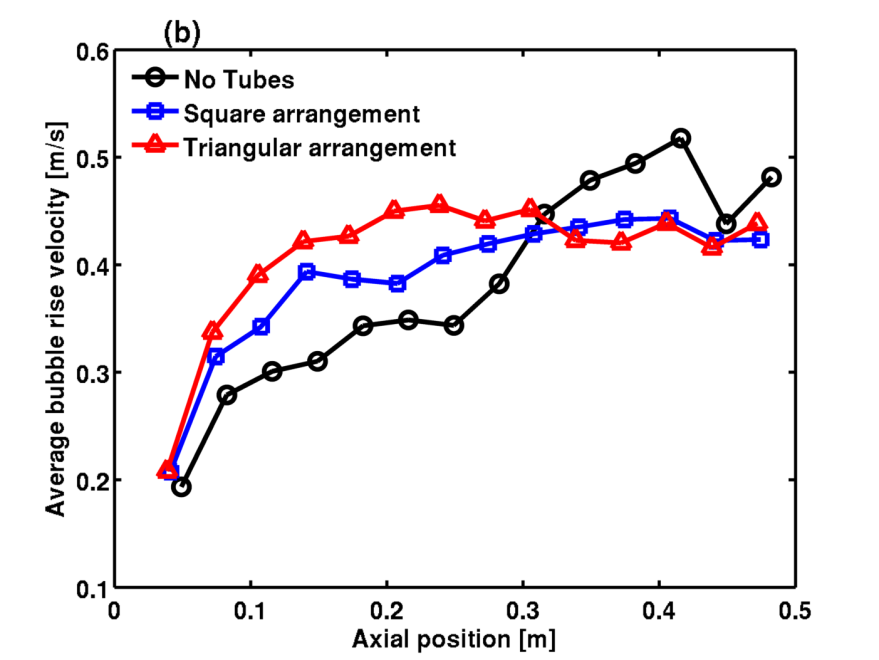 (b)
0.6
0.5
0.4
0.3
0.2
0.1
Average bubble rise velocity [m/s]
No Tubes
Square arrangement
Triangular arrangement
0 0.1 0.2 0.3 0.4 0.5
Axial position [m]